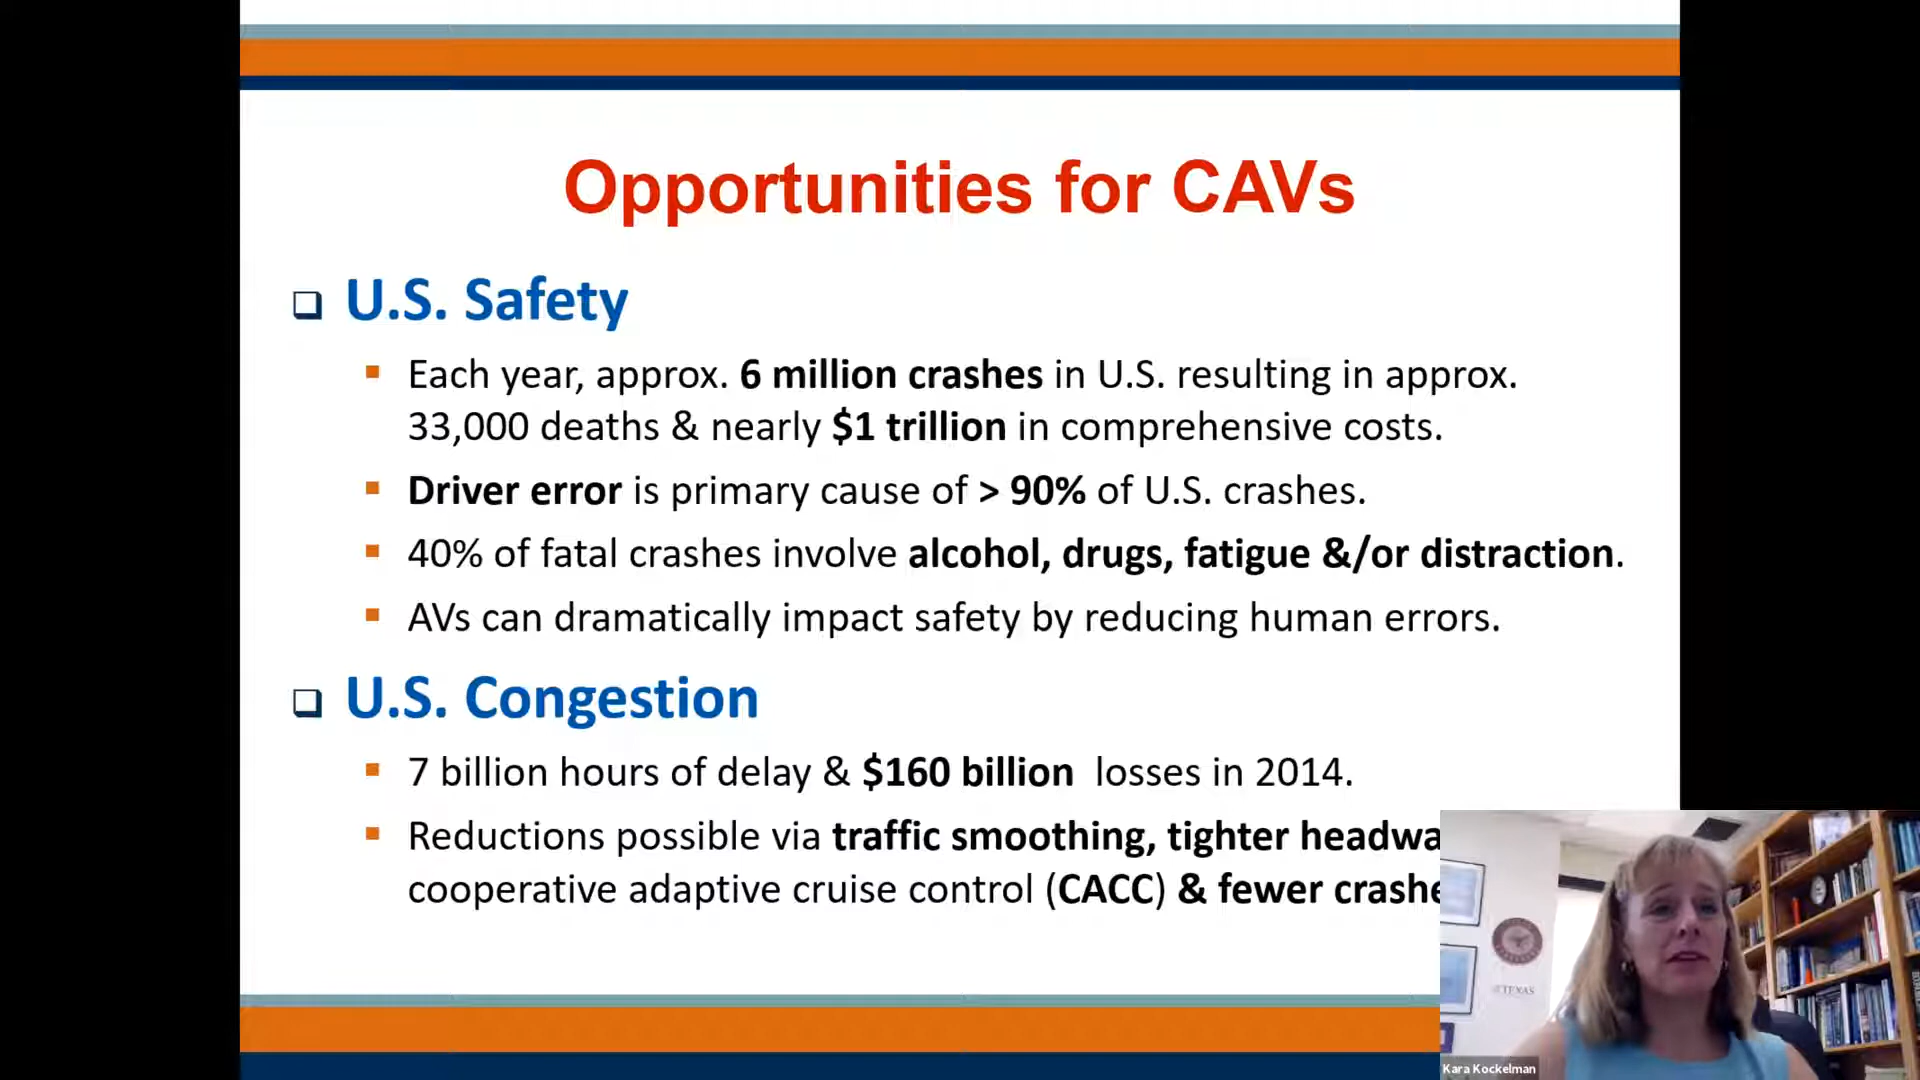 Opportunities for CAVs
U.S. Safety
Each year, approx. 6 million crashes in U.S. resulting in approx.
33,000 deaths & nearly $1 trillion in comprehensive costs.
Driver error is primary cause of > 90% of U.S. crashes.
40% of fatal crashes involve alcohol, drugs, fatigue &/or distraction.
AVs can dramatically impact safety by reducing human errors.
U.S. Congestion
7 billion hours of delay & $160 billion losses in 2014.
Reductions possible via traffic smoothing, tighter headwa
cooperative adaptive cruise control (CACC) & fewer crashe
TEXAS
Kara Kockelman